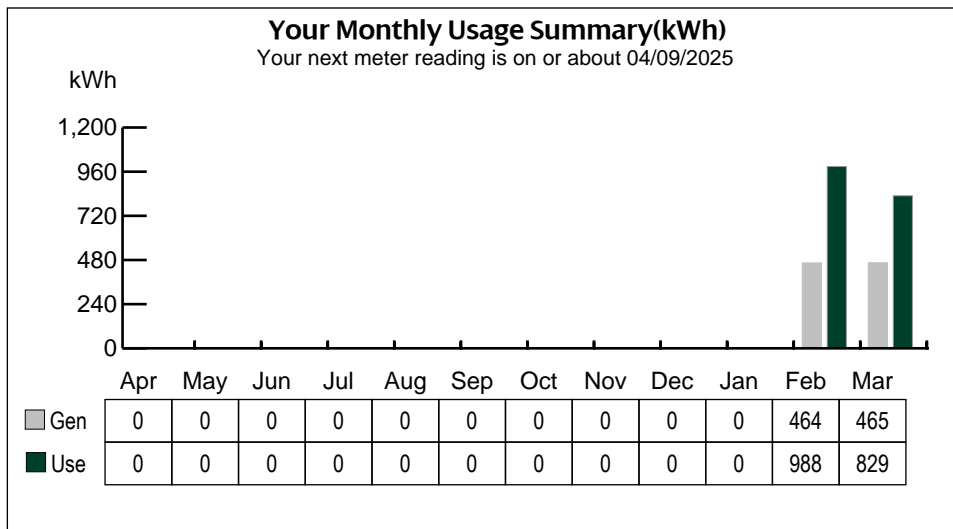 Your Monthly Usage Summary(kWh)
Your next meter reading is on or about 04/09/2025
kWh
1,200
960
720
480
240
0
Apr May Jun Jul Aug Sep Oct Nov Dec Jan Feb Mar
Gen 0 0 0 0 0 0 0 0 0 0 464 465
Use 0 0 0 0 0 0 0 0 0 0 988 829